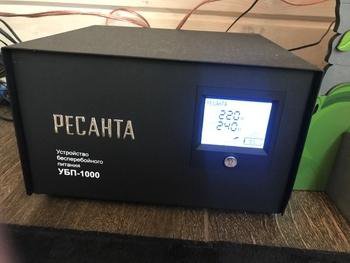 РЕСАНТА
Устройство
бесперебойного
питания
УБП-1000
РЕСАНТА
220
240